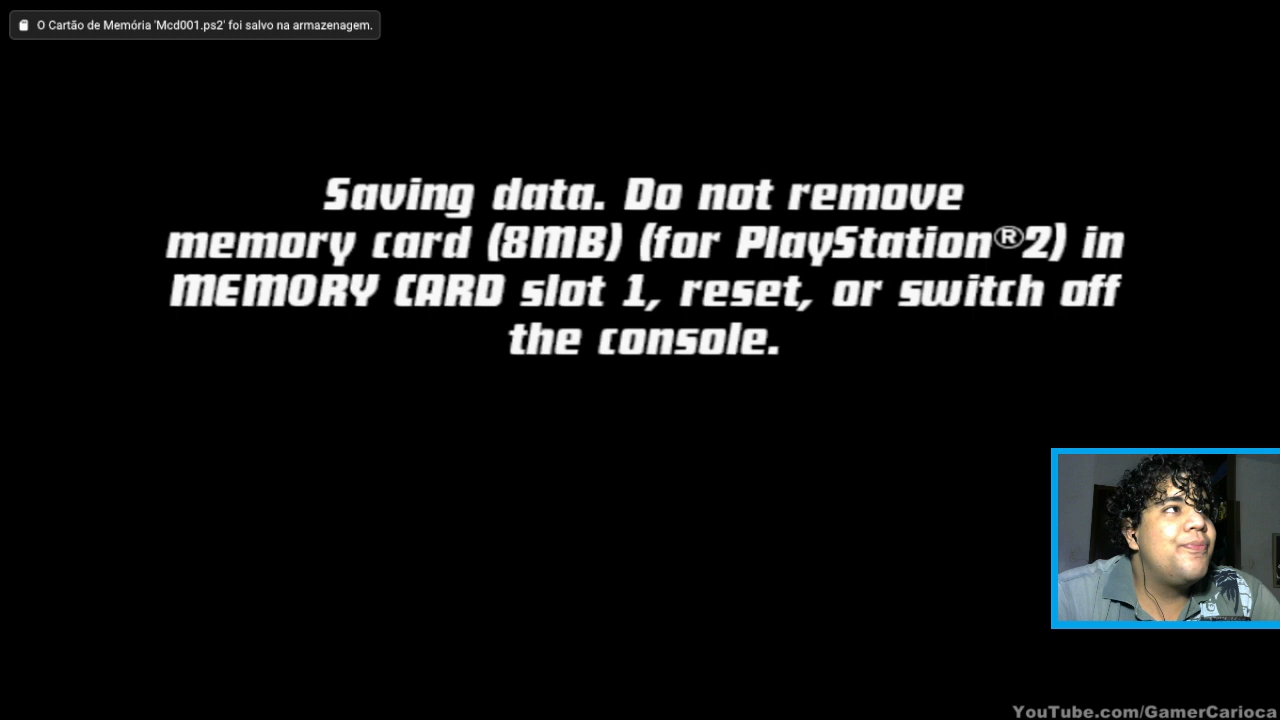 O Cartão de Memória 'Mcd001.ps2' foi salvo na armazenagem.
Saving data. Do not remove
memory card (8MB) (for PlayStation®2) in
MEMORY CARD slot 1, reset, or switch off
the console.
YouTube.com/GamerCarioca